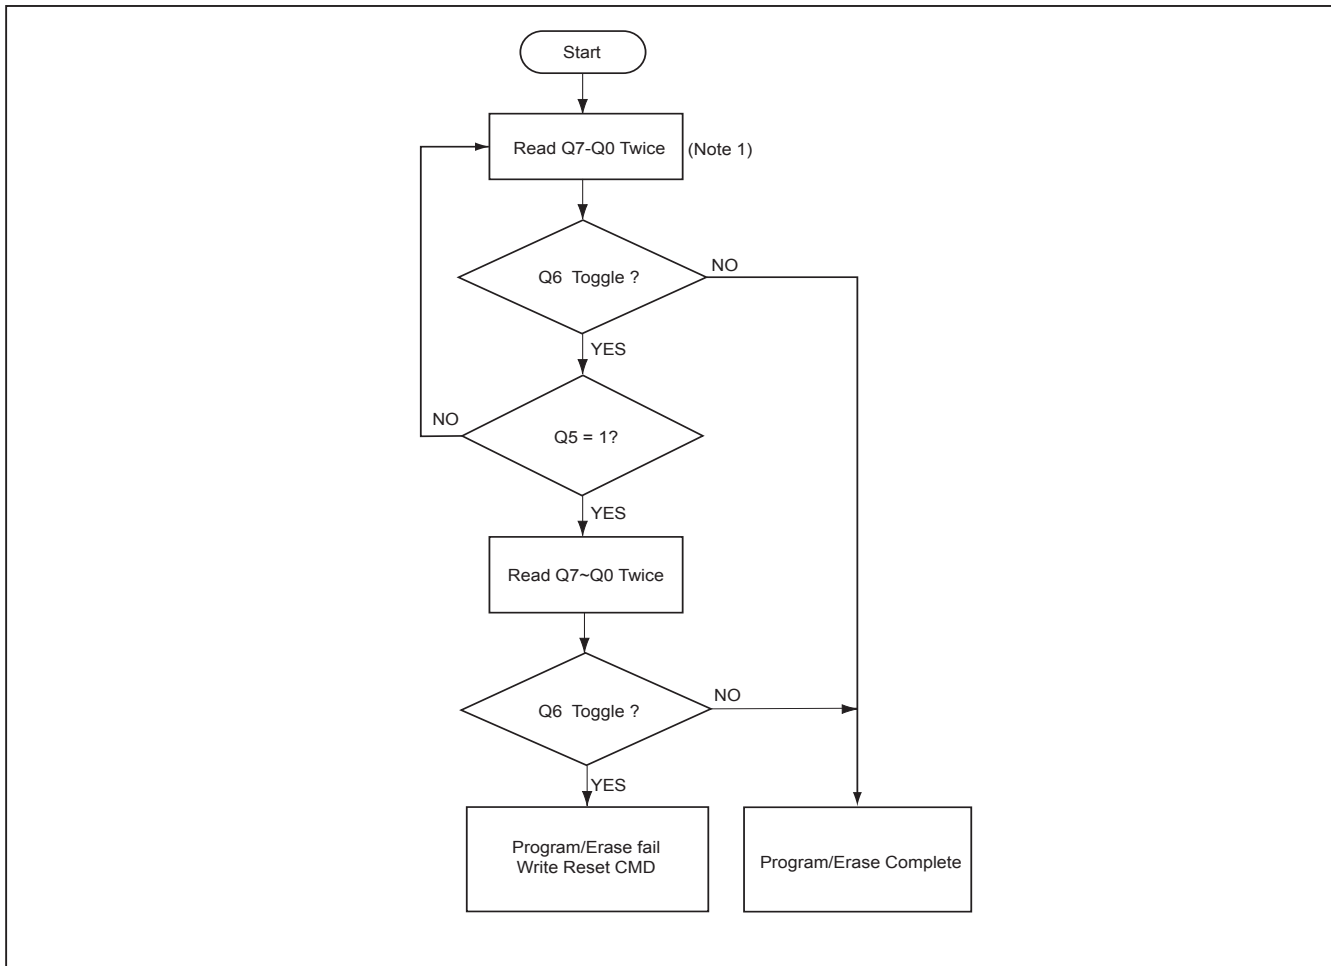 Start
Read Q7-Q0 Twice
(Note 1)
Q6 Toggle ?
NO
YES
NO
Q5 = 1?
YES
Read Q7~Q0 Twice
Q6 Toggle ?
NO
YES
Program/Erase fail
Write Reset CMD
Program/Erase Complete